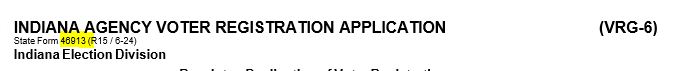 INDIANA AGENCY VOTER REGISTRATION APPLICATION (VRG-6)
State Form 46913 (R15 / 6-24)
Indiana Election Division